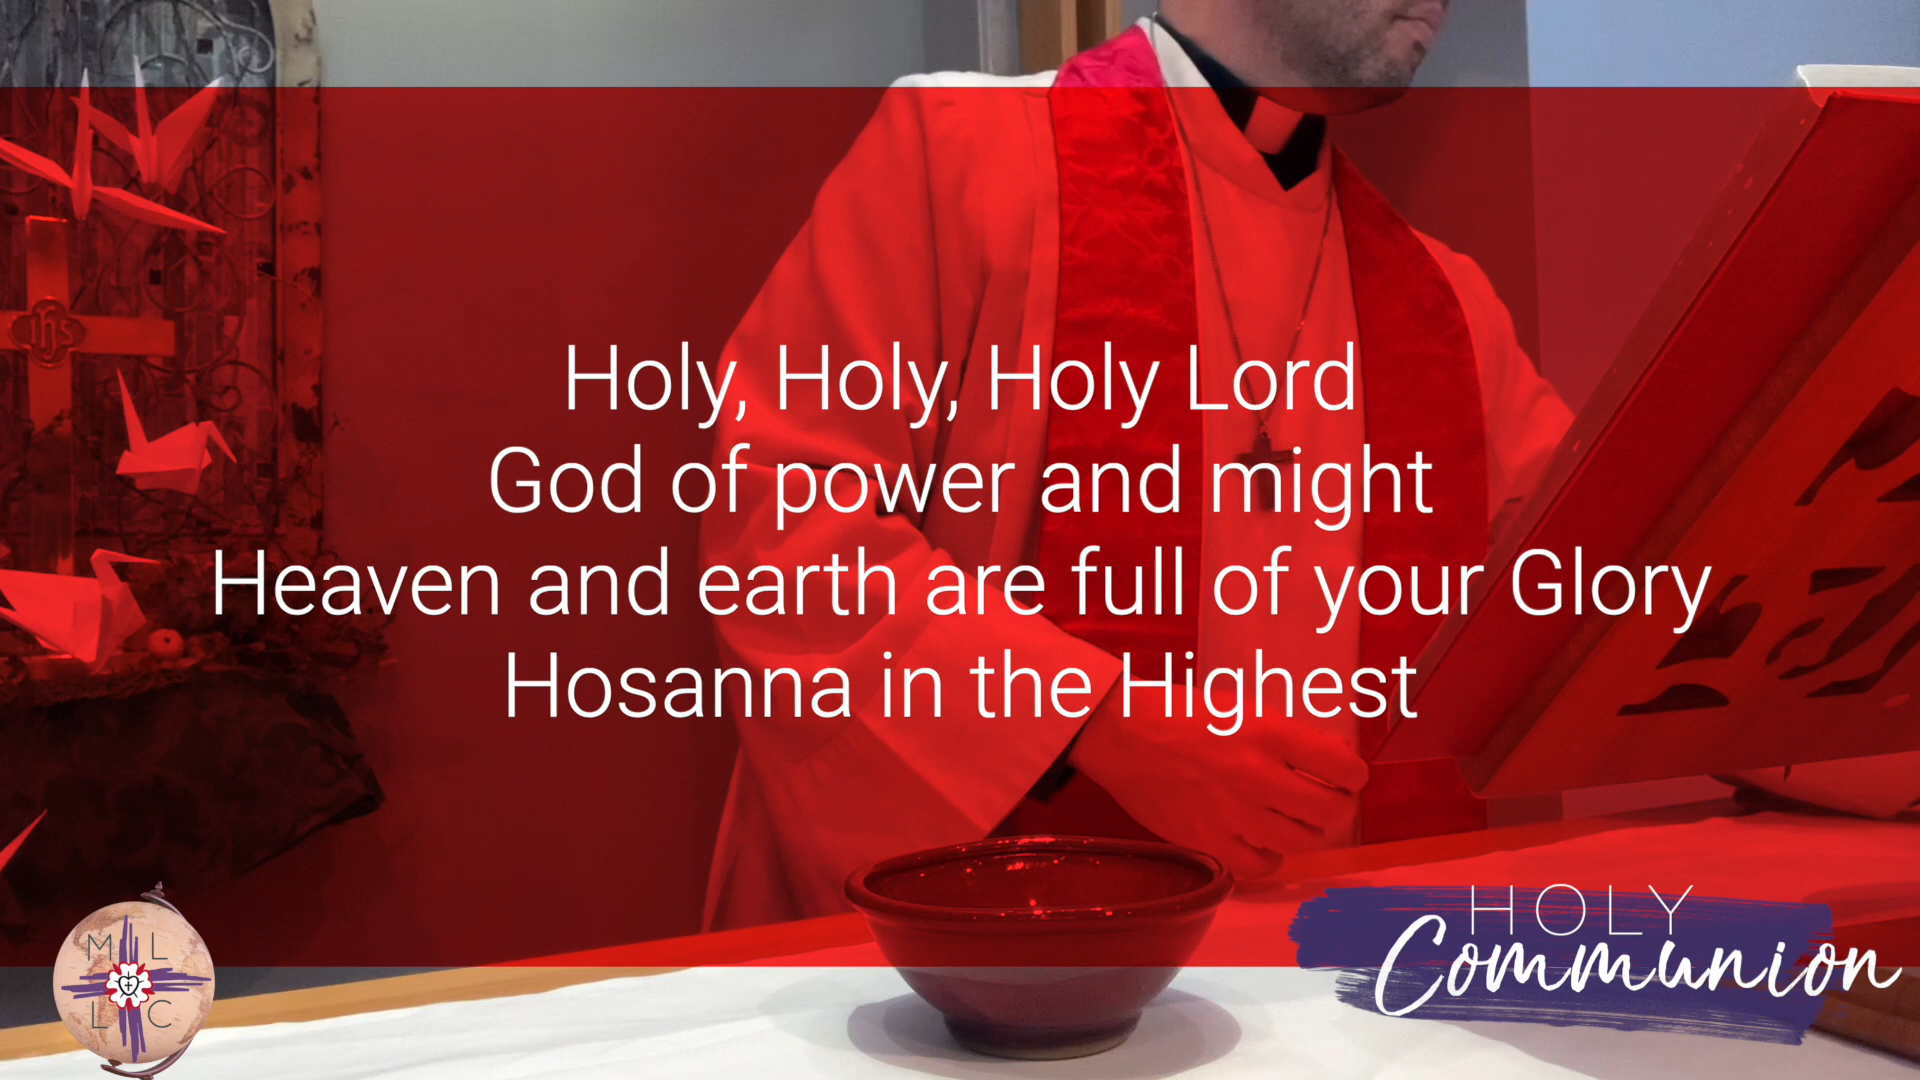 Holy, Holy, Holy Lord
God of power and might
Heaven and earth are full of your Glory
Hosanna in the Highest
ihs
M L
L C
HOLY
Communion